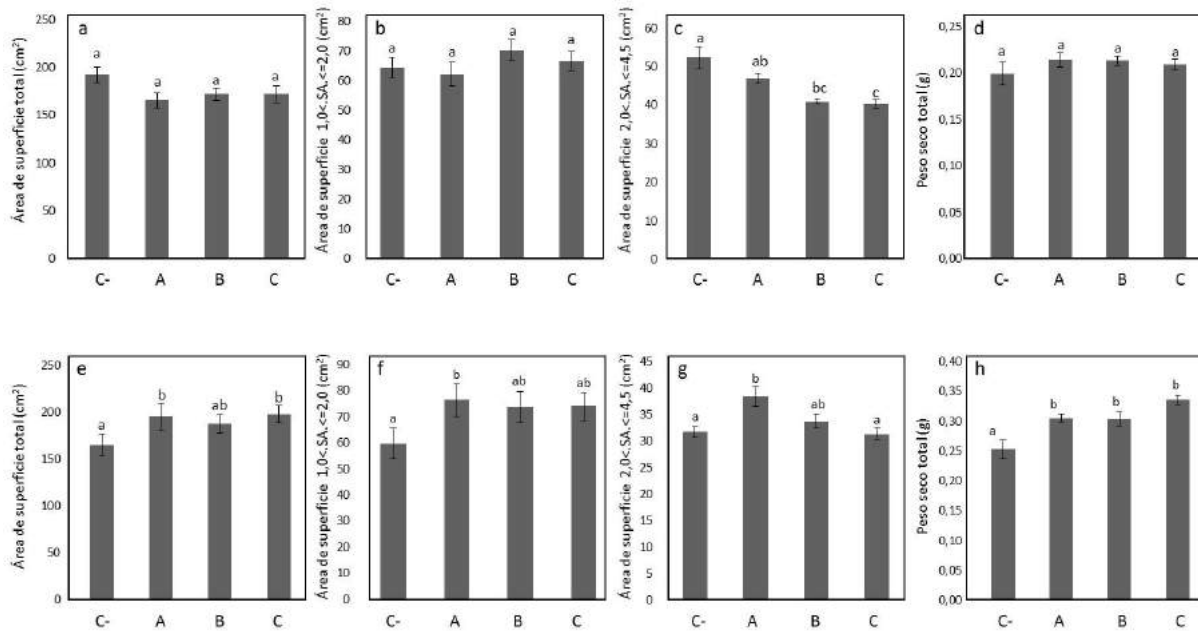 a
Área de superficie total (cm²)
250
200
150
100
50
0
a
a
a
a
C-
A
B
C
b
Área de superficie 1,0<.SA.<=2,0 (cm²)
80
70
60
50
40
30
20
10
0
a
a
a
a
C-
A
B
C
c
Área de superficie 2,0<.SA.<=4,5 (cm²)
60
50
40
30
20
10
0
a
ab
bc
c
C-
A
B
C
d
Peso seco total (g)
0,25
0,20
0,15
0,10
0,05
0,00
a
a
a
a
C-
A
B
C
e
Área de superficie total (cm²)
250
200
150
100
50
0
a
b
ab
b
C-
A
B
C
f
Área de superficie 1,0<.SA.<=2,0 (cm²)
90
80
70
60
50
40
30
20
10
0
a
b
ab
ab
C-
A
B
C
g
Área de superficie 2,0<.SA.<=4,5 (cm²)
45
40
35
30
25
20
15
10
5
0
a
b
ab
a
C-
A
B
C
h
Peso seco total (g)
0,40
0,35
0,30
0,25
0,20
0,15
0,10
0,05
0,00
a
b
b
b
C-
A
B
C